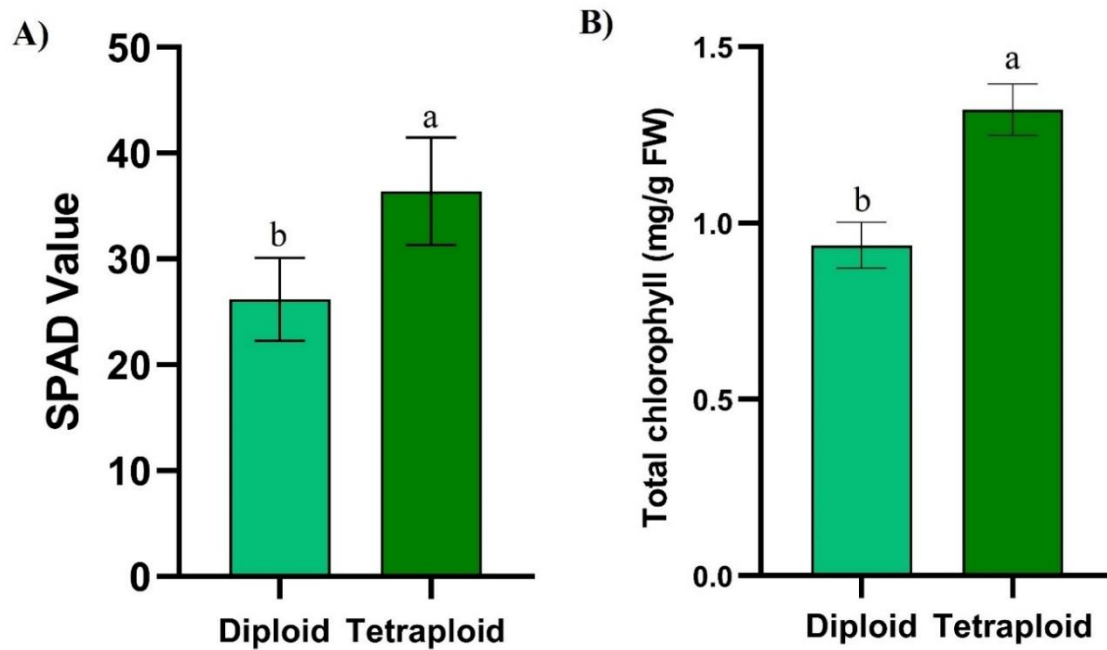 A)
SPAD Value
50
40
30
20
10
0
b
a
Diploid Tetraploid
B)
Total chlorophyll (mg/g FW)
1.5
1.0
0.5
0.0
b
a
Diploid Tetraploid